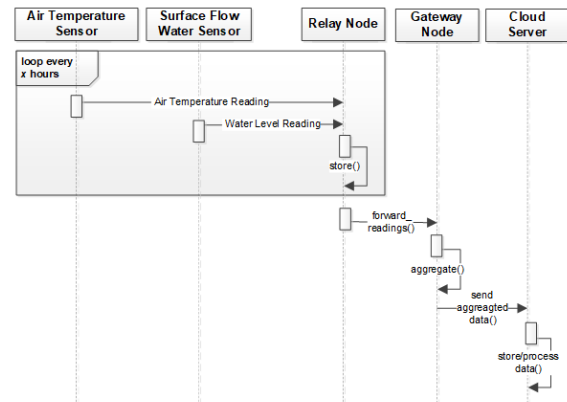 Air Temperature
Sensor
Surface Flow
Water Sensor
Relay Node
Gateway
Node
Cloud
Server
loop every
x hours
Air Temperature Reading
Water Level Reading
store()
forward_
readings()
aggregate()
send
aggreagted
data()
store/process
data()